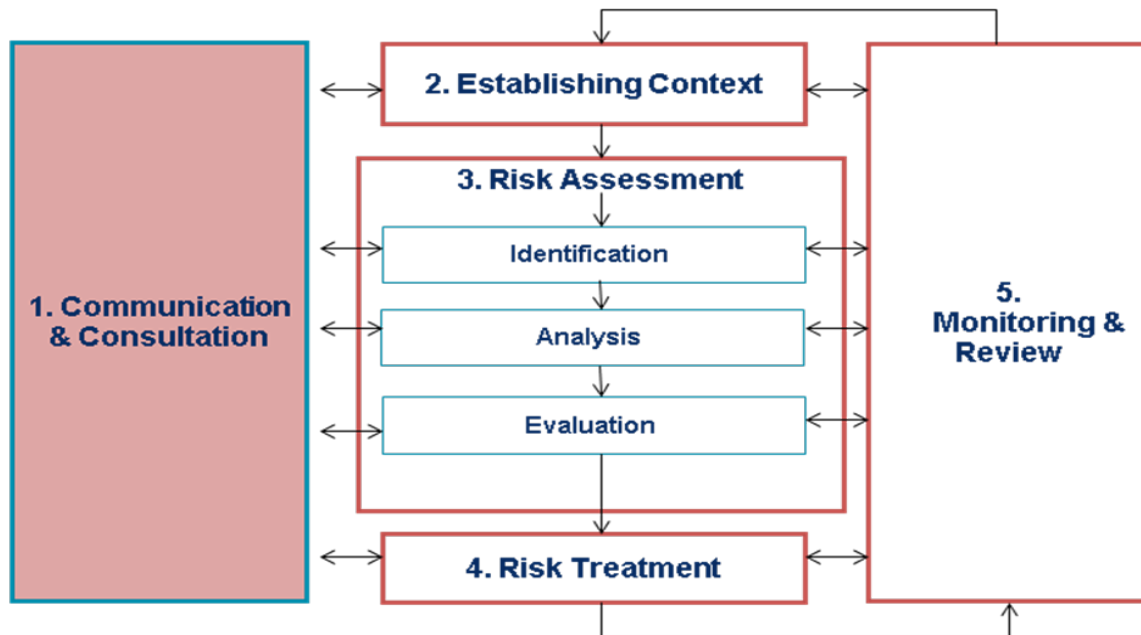 1. Communication
& Consultation
2. Establishing Context
3. Risk Assessment
Identification
Analysis
Evaluation
4. Risk Treatment
5.
Monitoring &
Review